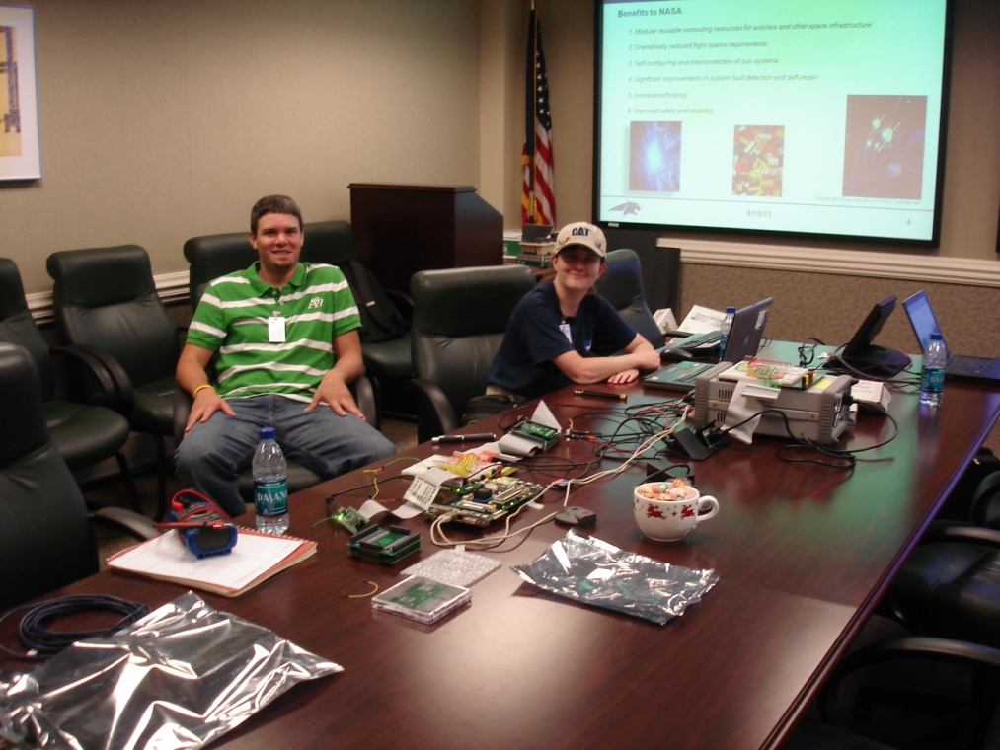 Benefits to NASA
1. Modular reusable computing resources for avionics and other space infrastructure
2. Dramatically reduced flight spares requirements
3. Self-configuring and interconnection of sub-systems
4. Significant improvements in system fault detection and self-repair
5. Increased efficiency
6. Improved safety and reliability
8/10/11
4
CAT
DASANI